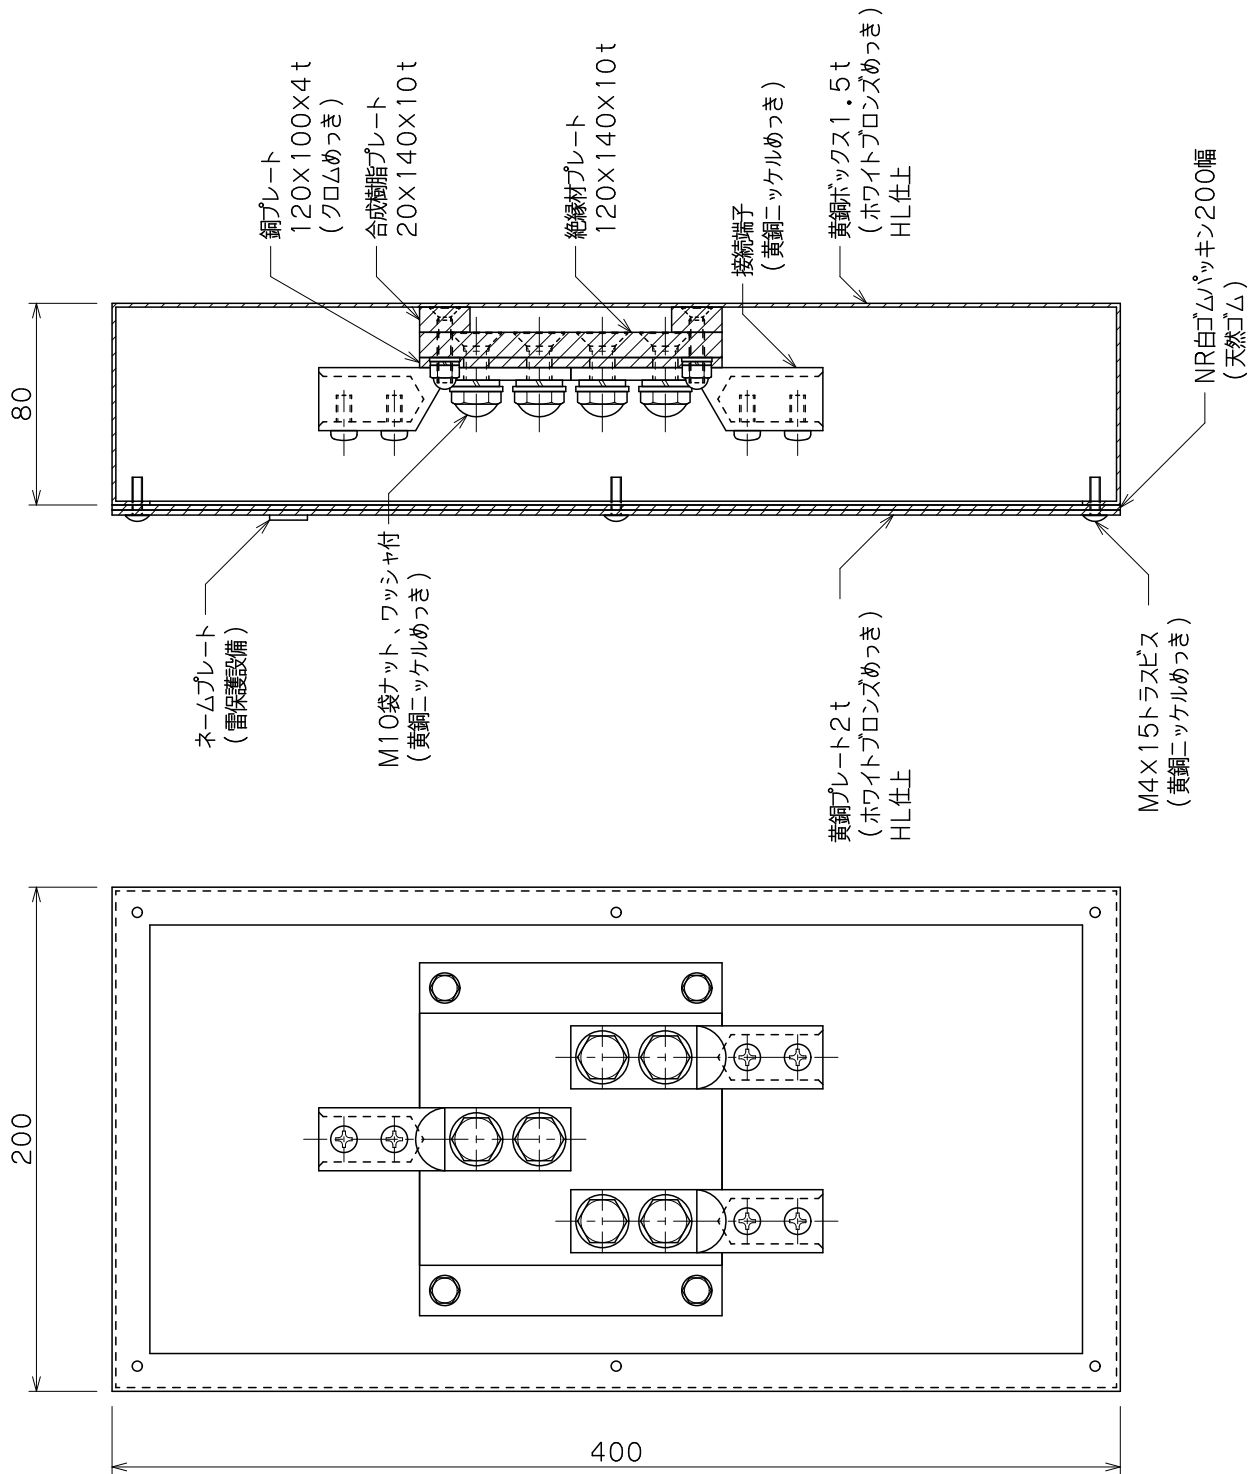 銅プレート
120×100×4t
(クロムめっき)
合成樹脂プレート
20×140×10t
絶縁材プレート
120×140×10t
接続端子
(黄銅ニッケルめっき)
黄銅ボックス1.5t
(ホワイトブロンズめっき)
HL仕上
NR白ゴムパッキン200幅
(天然ゴム)
80
ネームプレート
(雷保護設備)
M10袋ナット、ワッシャ付
(黄銅ニッケルめっき)
黄銅プレート2t
(ホワイトブロンズめっき)
HL仕上
M4×15トラスビス
(黄銅ニッケルめっき)
200
400